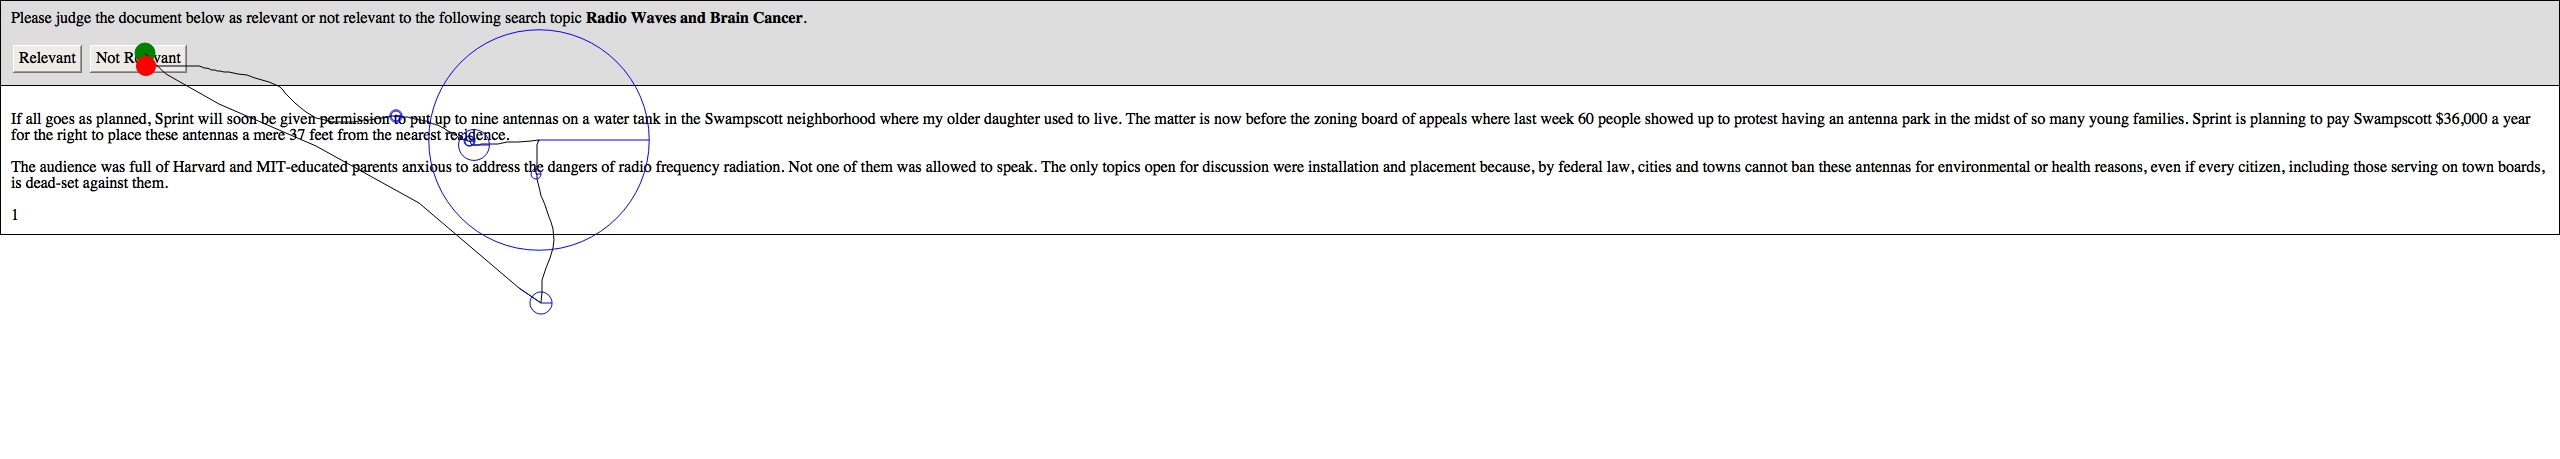 Please judge the document below as relevant or not relevant to the following search topic Radio Waves and Brain Cancer.
Relevant Not Relevant
If all goes as planned, Sprint will soon be given permission to put up to nine antennas on a water tank in the Swampscott neighborhood where my older daughter used to live. The matter is now before the zoning board of appeals where last week 60 people showed up to protest having an antenna park in the midst of so many young families. Sprint is planning to pay Swampscott $36,000 a year
for the right to place these antennas a mere 37 feet from the nearest residence.
The audience was full of Harvard and MIT-educated parents anxious to address the dangers of radio frequency radiation. Not one of them was allowed to speak. The only topics open for discussion were installation and placement because, by federal law, cities and towns cannot ban these antennas for environmental or health reasons, even if every citizen, including those serving on town boards,
is dead-set against them.
1